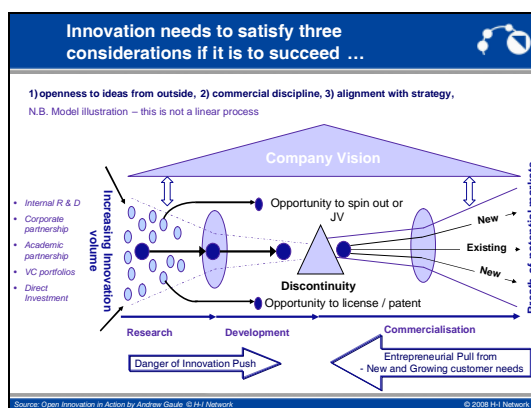 Innovation needs to satisfy three
considerations if it is to succeed …
1) openness to ideas from outside, 2) commercial discipline, 3) alignment with strategy,
N.B. Model illustration – this is not a linear process
Company Vision
• Internal R & D
• Corporate
partnership
• Academic
partnership
• VC portfolios
• Direct
Investment
Increasing Innovation
volume
Opportunity to spin out or
JV
New
Existing
New
Discontinuity
Opportunity to license / patent
Research
Development
Commercialisation
Danger of Innovation Push
Entrepreneurial Pull from
- New and Growing customer needs
Source: Open Innovation in Action by Andrew Gaule © H-I Network
© 2008 H-I Network